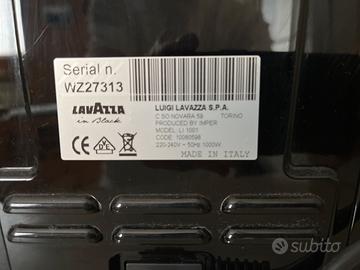 Serial n.
WZ27313
LAVAZZA
in Black
LUIGI LAVAZZA S.P.A.
C.SO NOVARA 59 TORINO
PRODUCED BY IMPER
MODEL: LI 1001
CODE: 10080598
220-240V ~ 50Hz 1000W
MADE IN ITALY
CE
subito